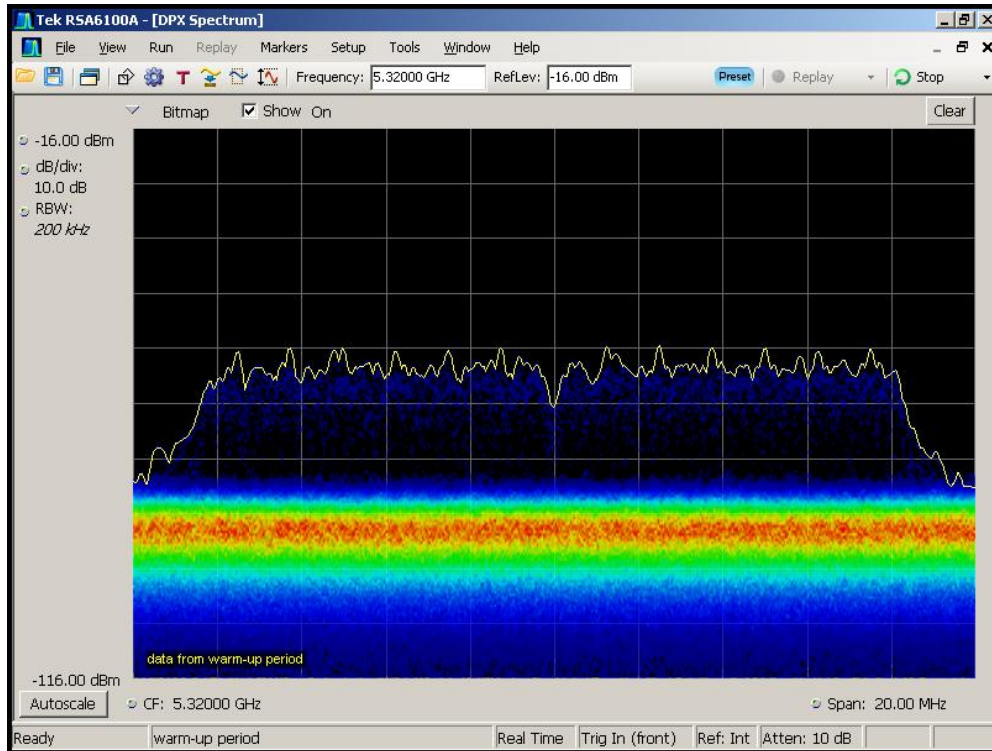 Tek RSA6100A - [DPX Spectrum]
File View Run Replay Markers Setup Tools Window Help
T Frequency: 5.32000 GHz RefLev: -16.00 dBm Preset Replay Stop
Bitmap Show On Clear
-16.00 dBm
dB/div:
10.0 dB
RBW:
200 kHz
data from warm-up period
-116.00 dBm
Autoscale CF: 5.32000 GHz Span: 20.00 MHz
Ready warm-up period Real Time Trig In (front) Ref: Int Atten: 10 dB